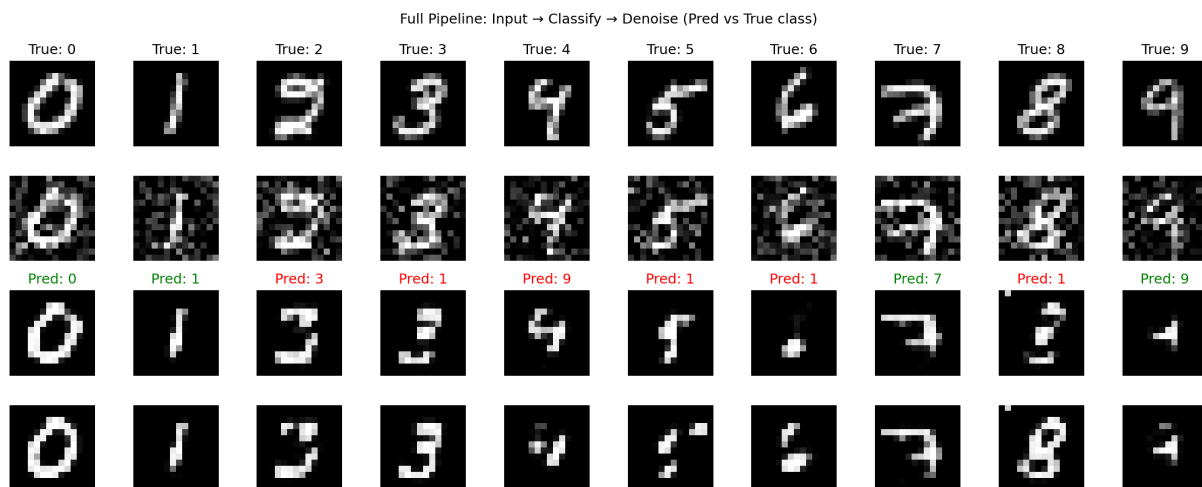 Full Pipeline: Input → Classify → Denoise (Pred vs True class)
True: 0 True: 1 True: 2 True: 3 True: 4 True: 5 True: 6 True: 7 True: 8 True: 9
Pred: 0 Pred: 1 Pred: 3 Pred: 1 Pred: 9 Pred: 1 Pred: 1 Pred: 7 Pred: 1 Pred: 9